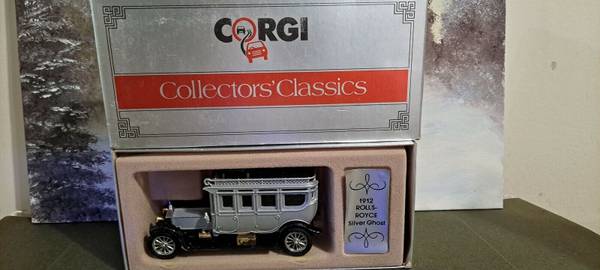 CORGI
Collectors' Classics
1912
ROLLS-
ROYCE
Silver Ghost